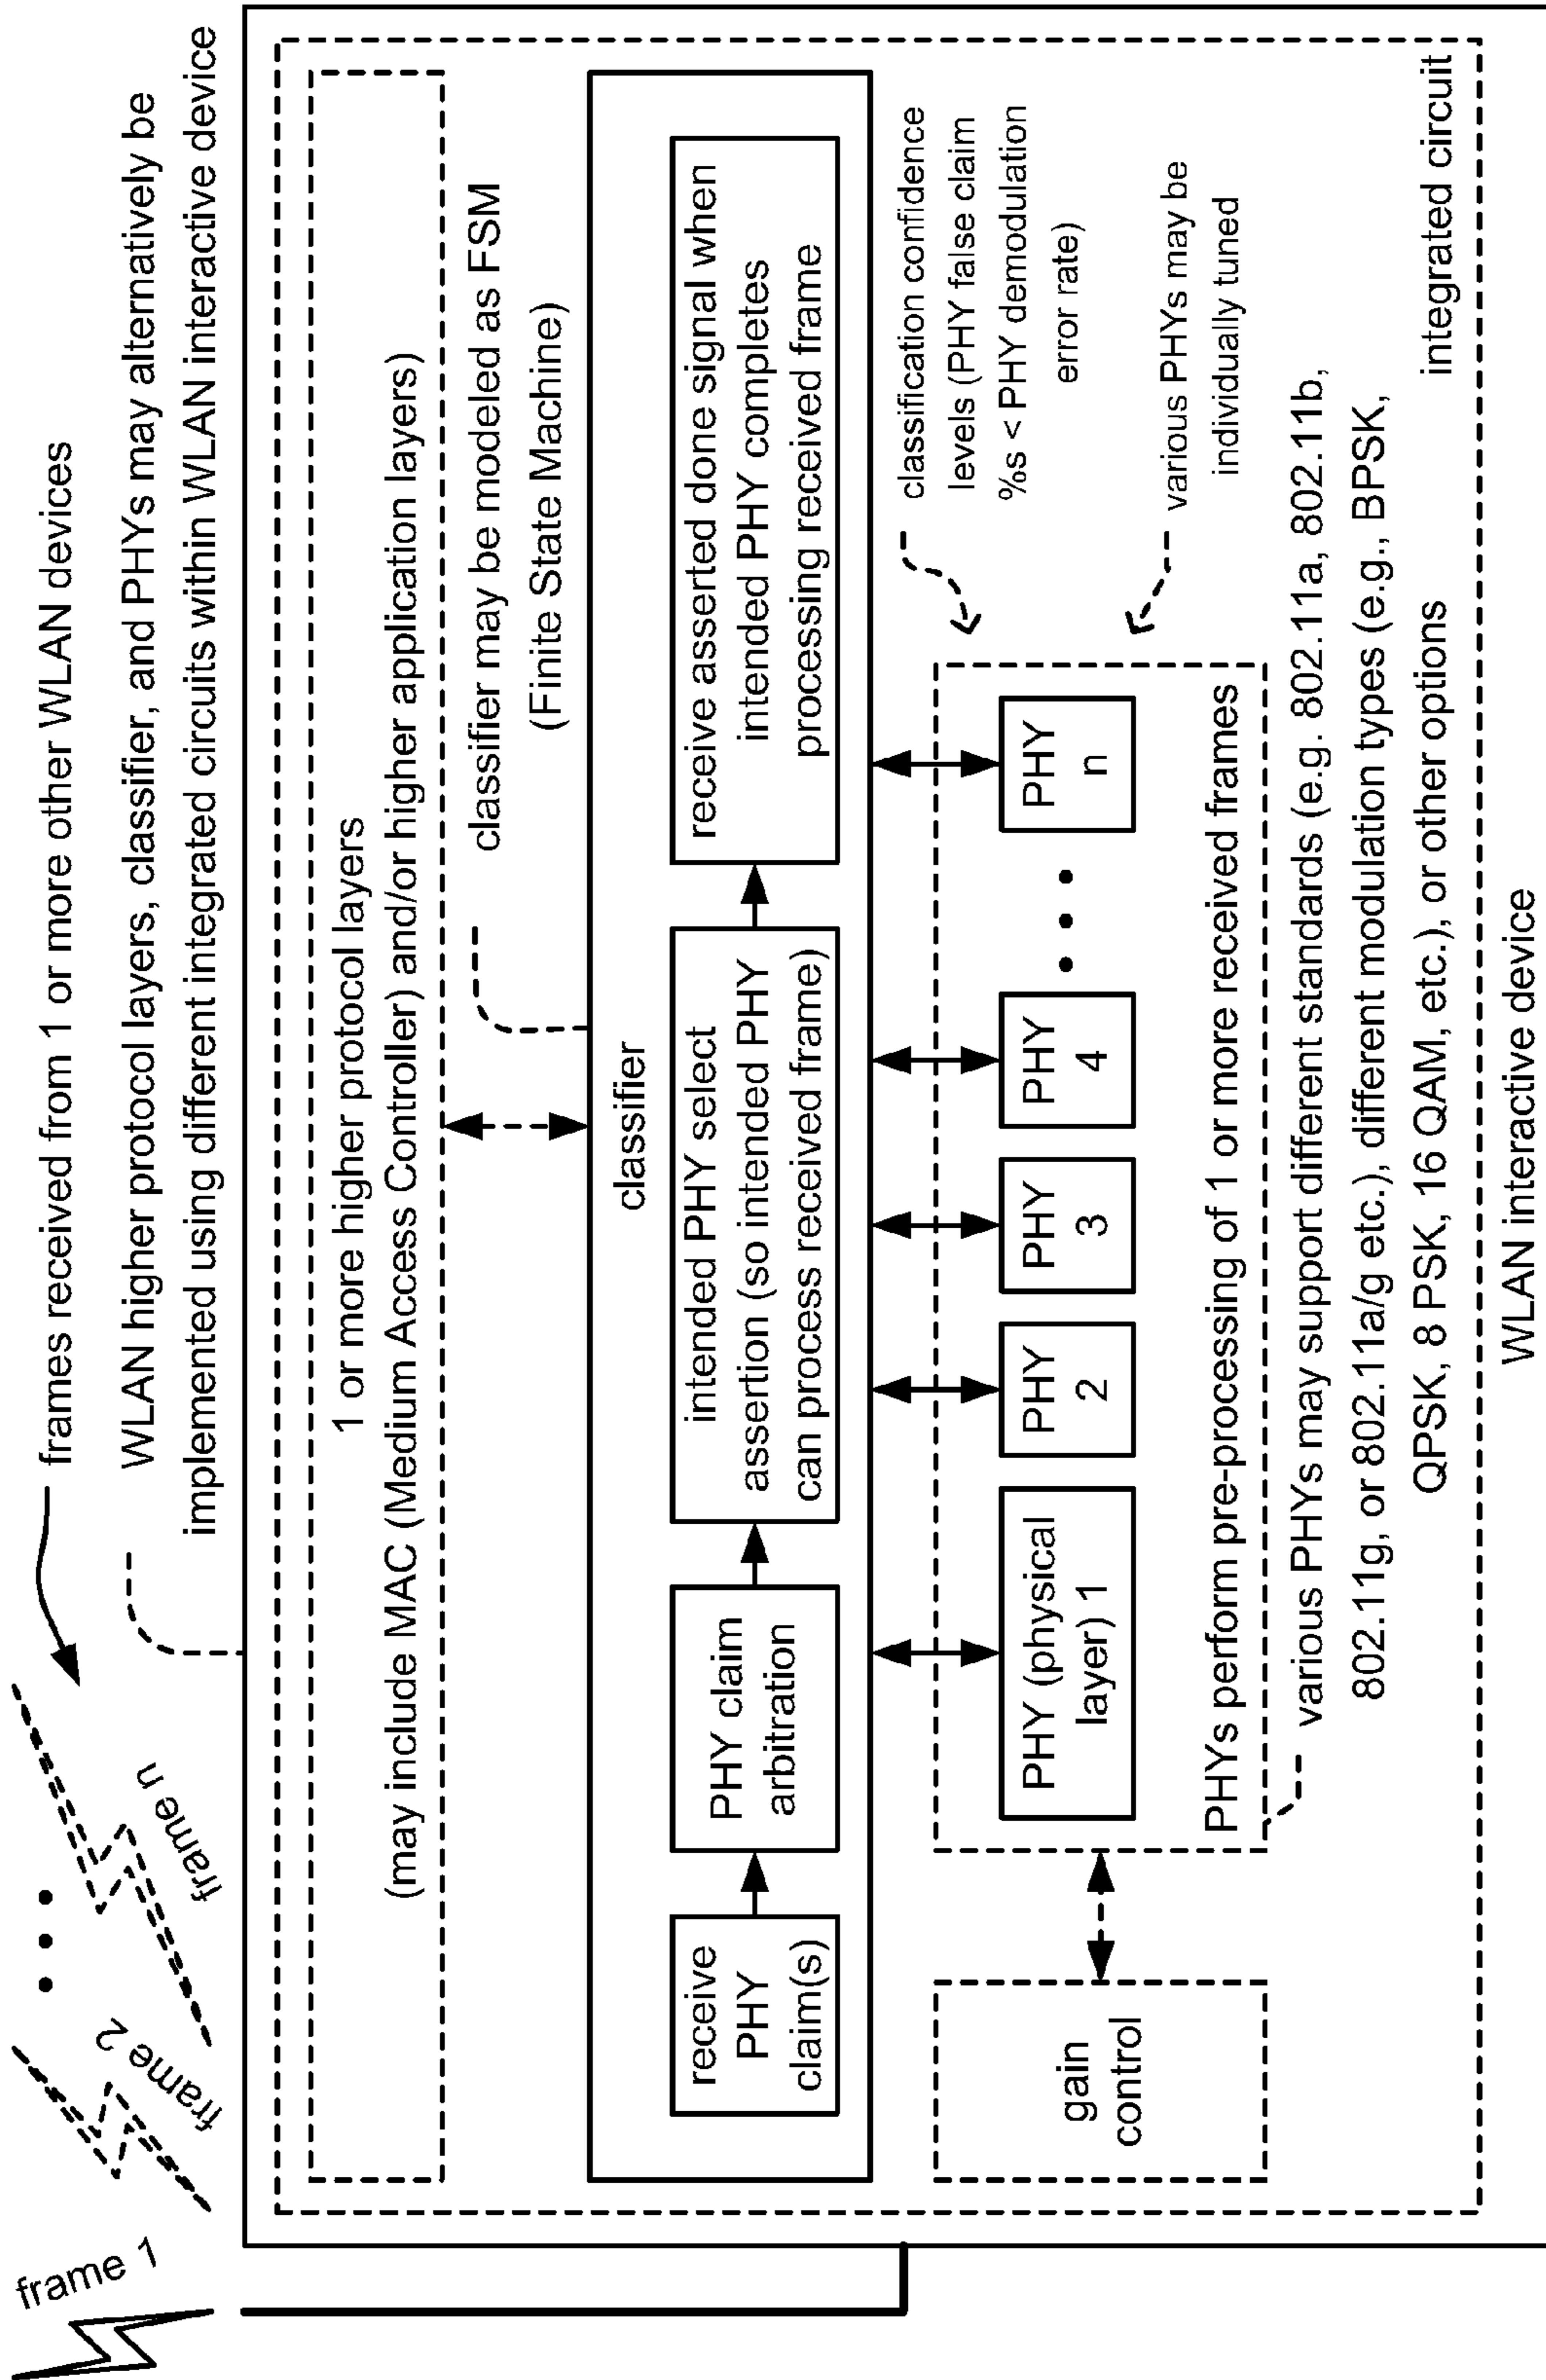 frame 1
frame 2
frame n
frames received from 1 or more other WLAN devices
WLAN higher protocol layers, classifier, and PHYs may alternatively be
implemented using different integrated circuits within WLAN interactive device
1 or more higher protocol layers
(may include MAC (Medium Access Controller) and/or higher application layers)
classifier may be modeled as FSM
(Finite State Machine)
classifier
receive
PHY
claim(s)
PHY claim
arbitration
intended PHY select
assertion (so intended PHY
can process received frame)
receive asserted done signal when
intended PHY completes
processing received frame
gain
control
PHY (physical
layer) 1
PHY
2
PHY
3
PHY
4
PHY
n
PHYs perform pre-processing of 1 or more received frames
classification confidence
levels (PHY false claim
%s < PHY demodulation
error rate)
various PHYs may be
individually tuned
various PHYs may support different standards (e.g. 802.11a, 802.11b,
802.11g, or 802.11a/g etc.), different modulation types (e.g., BPSK,
QPSK, 8 PSK, 16 QAM, etc.), or other options
integrated circuit
WLAN interactive device